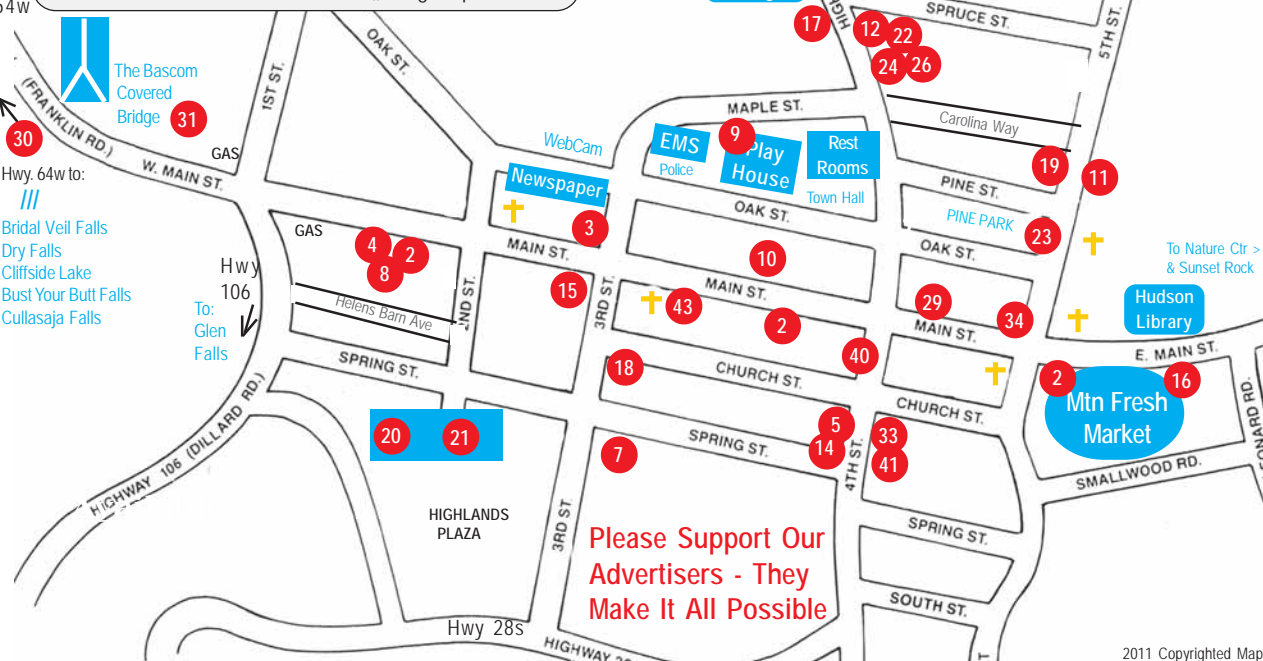 64w
17
HIGH
12
22
24
26
SPRUCE ST.
5TH ST.
The Bascom
Covered
Bridge
31
30
(FRANKLIN RD.)
GAS
W. MAIN ST.
1ST ST.
OAK ST.
Hwy. 64w to:
///
Bridal Veil Falls
Dry Falls
Cliffside Lake
Bust Your Butt Falls
Cullasaja Falls
WebCam
Newspaper
3
MAPLE ST.
EMS
Police
9
Play
House
Rest
Rooms
Town Hall
OAK ST.
Carolina Way
19
11
PINE ST.
PINE PARK
23
OAK ST.
To Nature Ctr >
& Sunset Rock
Hudson
Library
GAS
4
2
8
Hwy
106
To:
Glen
Falls
Helens Barn Ave
2ND ST.
MAIN ST.
15
3RD ST.
10
MAIN ST.
43
2
40
29
34
MAIN ST.
E. MAIN ST.
2
16
Mtn Fresh
Market
SMALLWOOD RD.
SPRING ST.
18
CHURCH ST.
CHURCH ST.
5
14
33
41
4TH ST.
HIGHWAY 106 (DILLARD RD.)
20
21
7
SPRING ST.
SPRING ST.
HIGHLANDS
PLAZA
3RD ST.
Please Support Our
Advertisers - They
Make It All Possible
SOUTH ST.
Hwy 28s
HIGHWAY
2011 Copyrighted Map